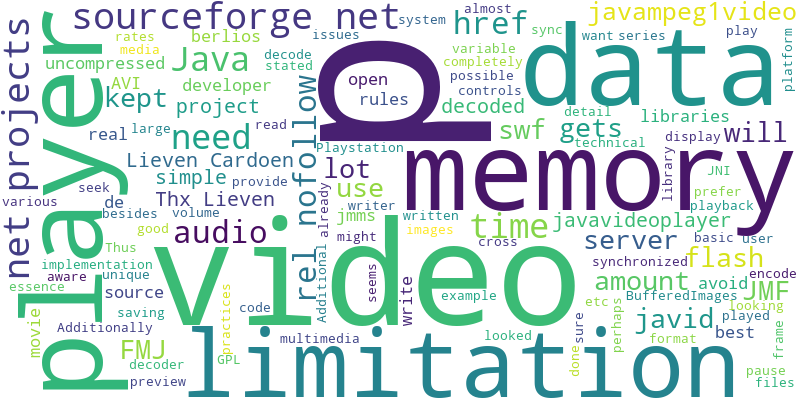 sourceforge net
href
almost
system
javampeg1video
rates
media
berlios
issues
sync
want
series
play
uncompressed
Java
decode
stated
variable
completely
possible
controls
platform
AVI
developer
open
rules
data
player
net projects
kept
project
decoded
detail
technical
libraries
real
large
read
need
rel nofollow
q
Playstation
swf
gets
display
will
Lieven Cardoen
lot
memory
library
JNI
seek
simple
provide
use
prefer
various
de
Thx Lieven
writer
already
besides
volume
jmms
written
images
playback
Thus
good
audio
might
cross
time
javavideoplayer
basic
user
implementation
video
server
synchronized
aware
unique
Additional
seems
write
flash
encode
essence
source
amount
avoid
JMF
movie
saving
example
etc
BufferedImages
looking
Additionally
code
javid
best
played
FMJ
practices
multimedia
looked
sure
perhaps
format
frame
decoder
limitation
done
preview
GPL
pause
files